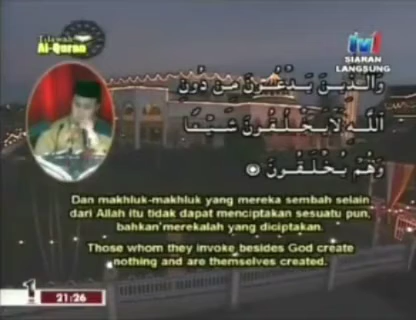 Tilawah
Al-Quran
1
SIARAN
LANGSUNG
وَالَّذِينَ يَدْعُونَ مِن دُونِ
اللَّهِ لَا يَخْلُقُونَ شَيْئًا
وَهُمْ يُخْلَقُونَ
Dan makhluk-makhluk yang mereka sembah selain
dari Allah itu tidak dapat menciptakan sesuatu pun,
bahkan merekalah yang diciptakan.
Those whom they invoke besides God create
nothing and are themselves created.
1
21:26